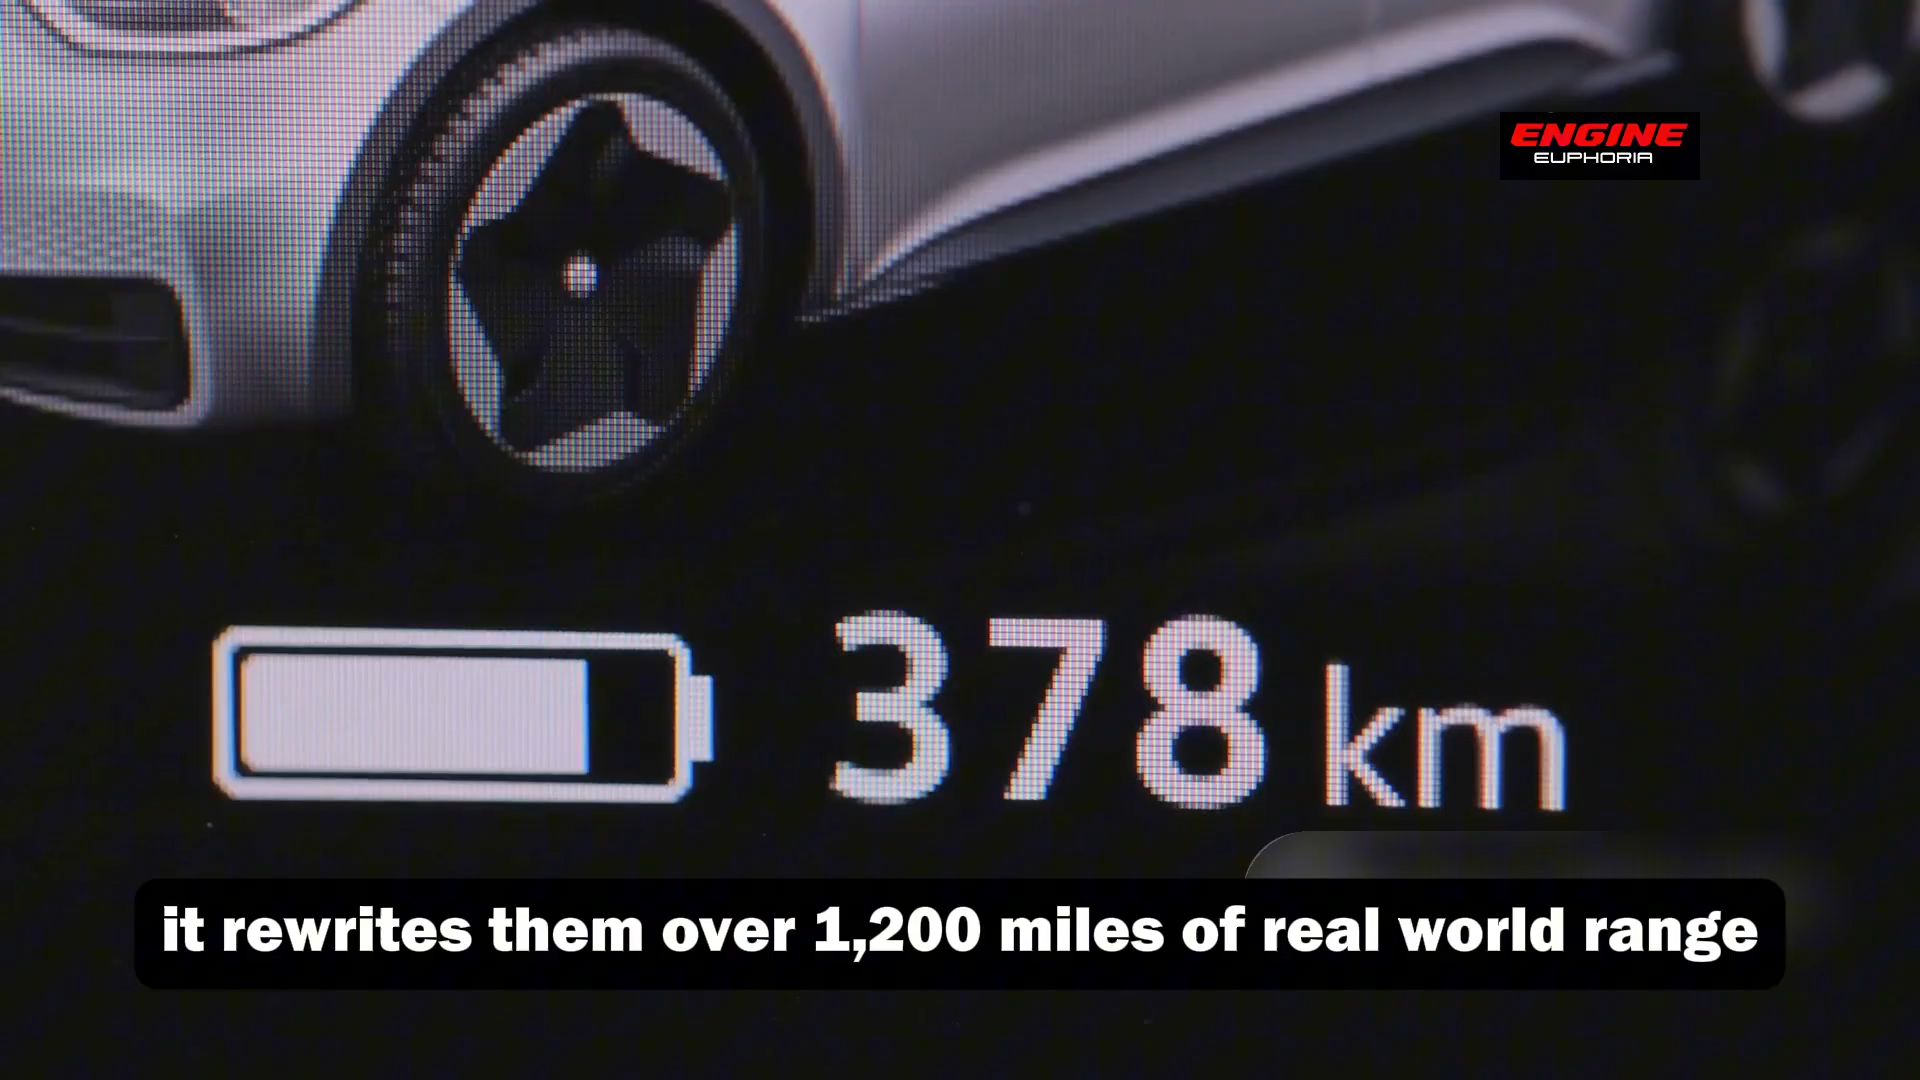 ENGINE
EUPHORIA
378 km
it rewrites them over 1,200 miles of real world range